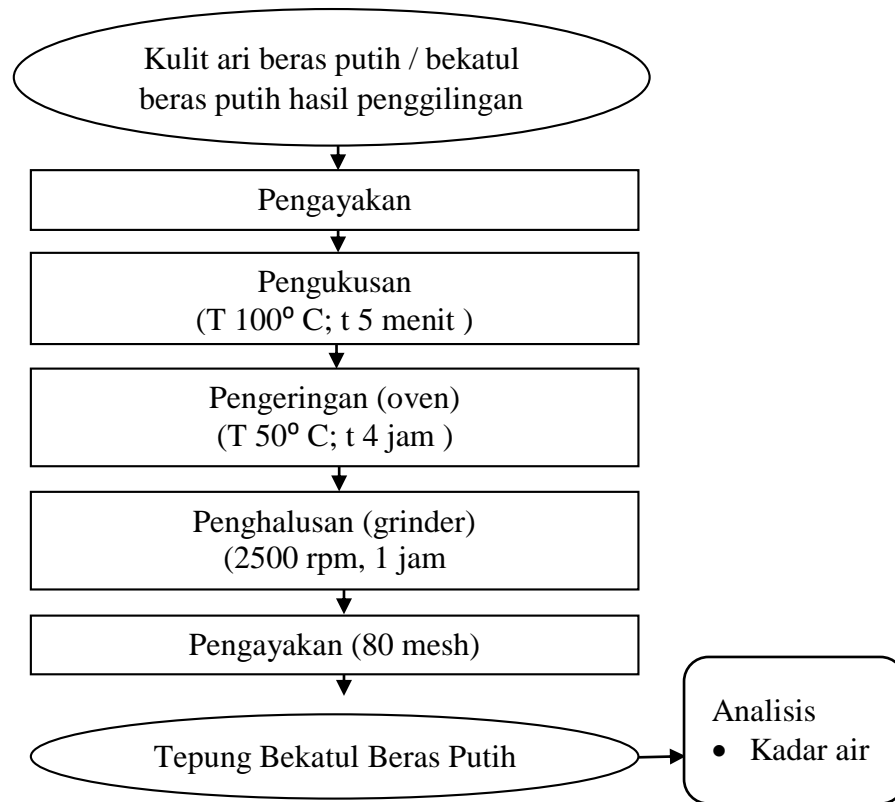 Kulit ari beras putih / bekatul
beras putih hasil penggilingan
Pengayakan
Pengukusan
(T 100⁰ C; t 5 menit )
Pengeringan (oven)
(T 50⁰ C; t 4 jam )
Penghalusan (grinder)
(2500 rpm, 1 jam
Pengayakan (80 mesh)
Tepung Bekatul Beras Putih
Analisis
• Kadar air